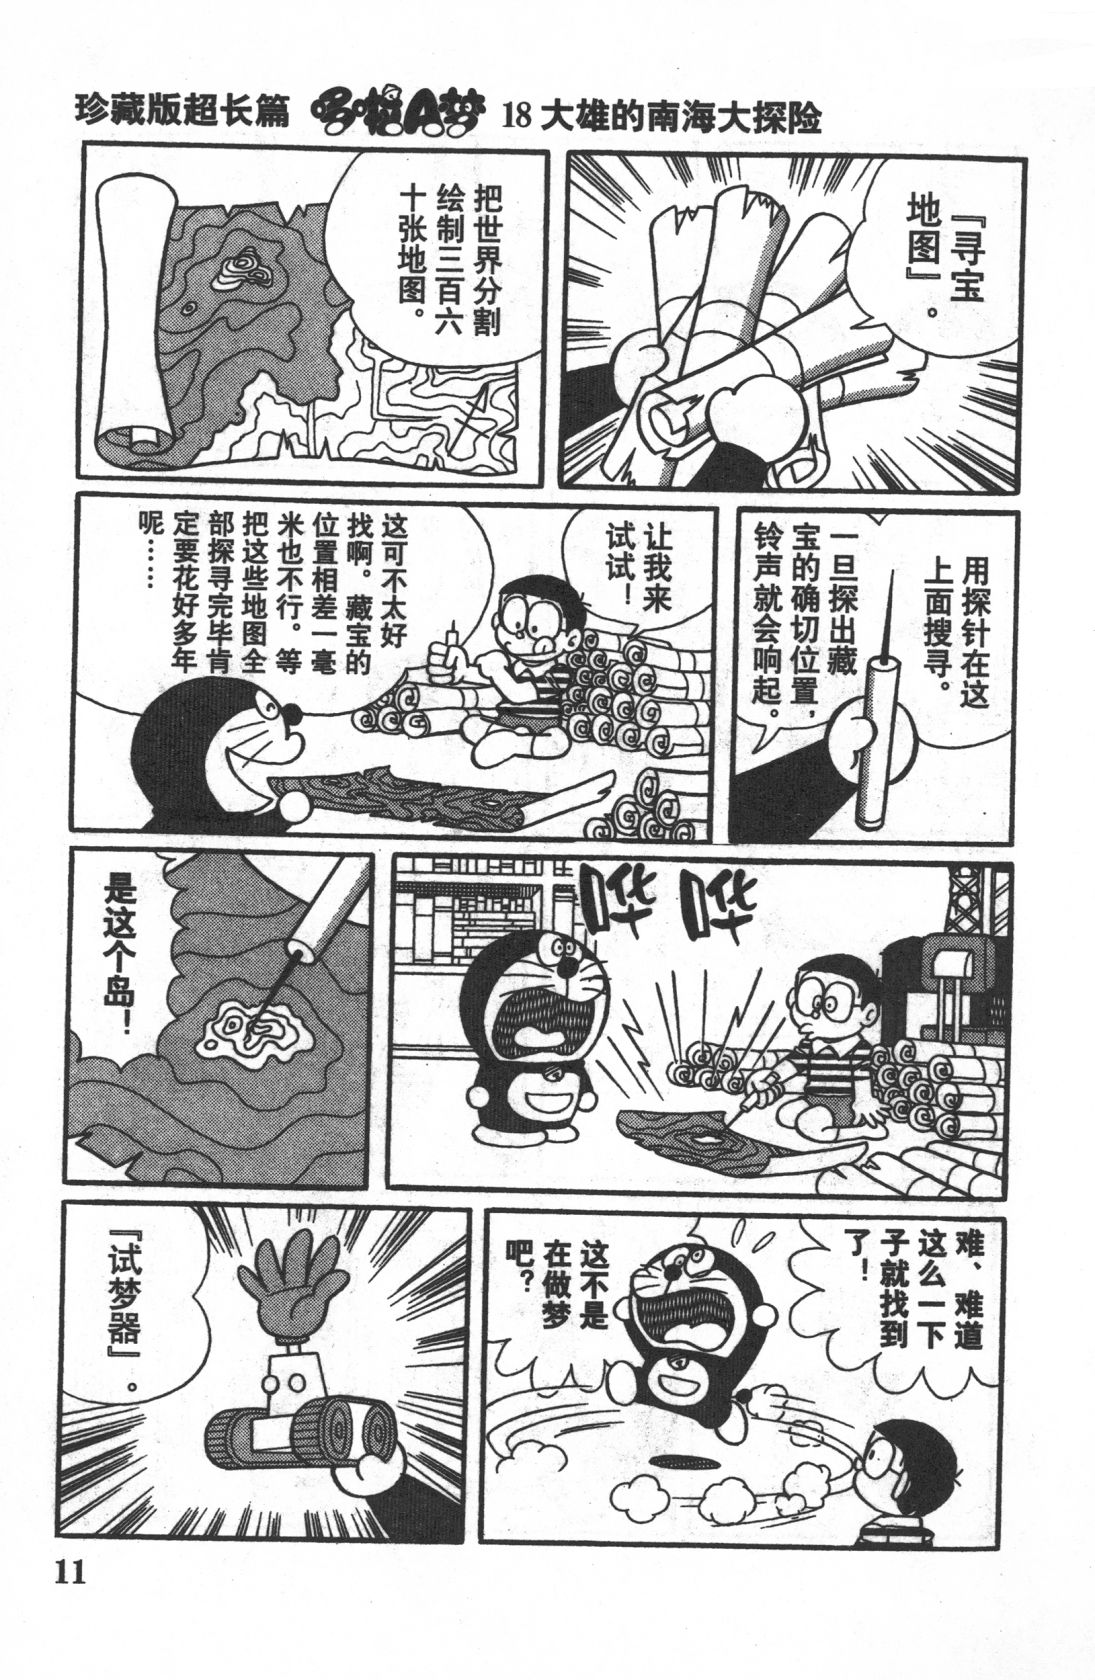 珍藏版超长篇 哆啦A梦 18大雄的南海大探险
『寻宝
地图』。
把世界分割
绘制三百六
十张地图。
用探针在这
上面搜寻。
一旦探出藏
宝的确切位置,
铃声就会响起。
让我来
试试！
这可不太好
找啊。藏宝的
位置相差一毫
米也不行。等
把这些地图全
部探寻完毕肯
定要花好多年
呢……
哗 哗
是这个岛！
难、难道
这么一下
子就找到
了！
这不是
在做梦
吧？
『试梦器』。
11